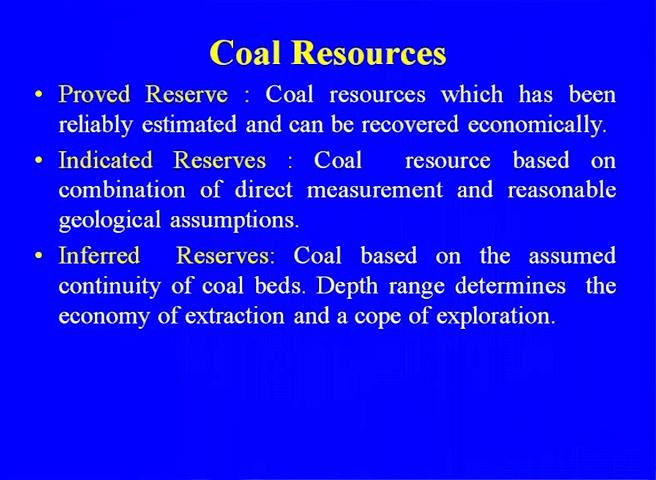 Coal Resources
• Proved Reserve : Coal resources which has been
reliably estimated and can be recovered economically.
• Indicated Reserves : Coal resource based on
combination of direct measurement and reasonable
geological assumptions.
• Inferred Reserves: Coal based on the assumed
continuity of coal beds. Depth range determines the
economy of extraction and a cope of exploration.